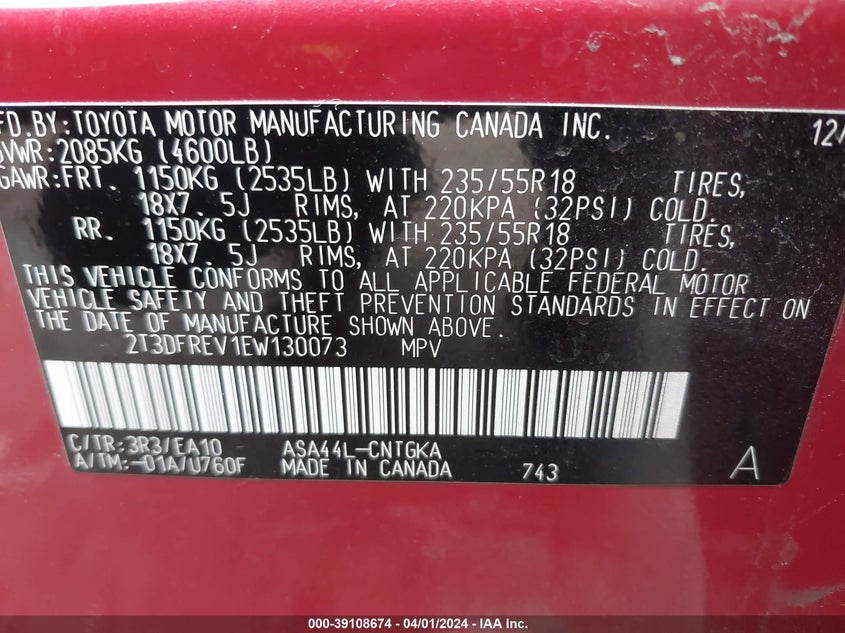 FD.BY:TOYOTA MOTOR MANUFACTURING CANADA INC. 12/
GVWR:2085KG (4600LB)
GAWR:FRT. 1150KG (2535LB) WITH 235/55R18 TIRES,
18X7.5J RIMS, AT 220KPA (32PSI) COLD.
RR. 1150KG (2535LB) WITH 235/55R18 TIRES,
18X7.5J RIMS, AT 220KPA (32PSI) COLD.
THIS VEHICLE CONFORMS TO ALL APPLICABLE FEDERAL MOTOR
VEHICLE SAFETY AND THEFT PREVENTION STANDARDS IN EFFECT ON
THE DATE OF MANUFACTURE SHOWN ABOVE.
2T3DFREV1EW130073 MPV
C/TR:3R3/EA10 ASA44L-CNTGKA
A/TM:-01A/U760F MADE IN CANADA 743 A
000-39108674 / 04/01/2024 - IAA Inc.